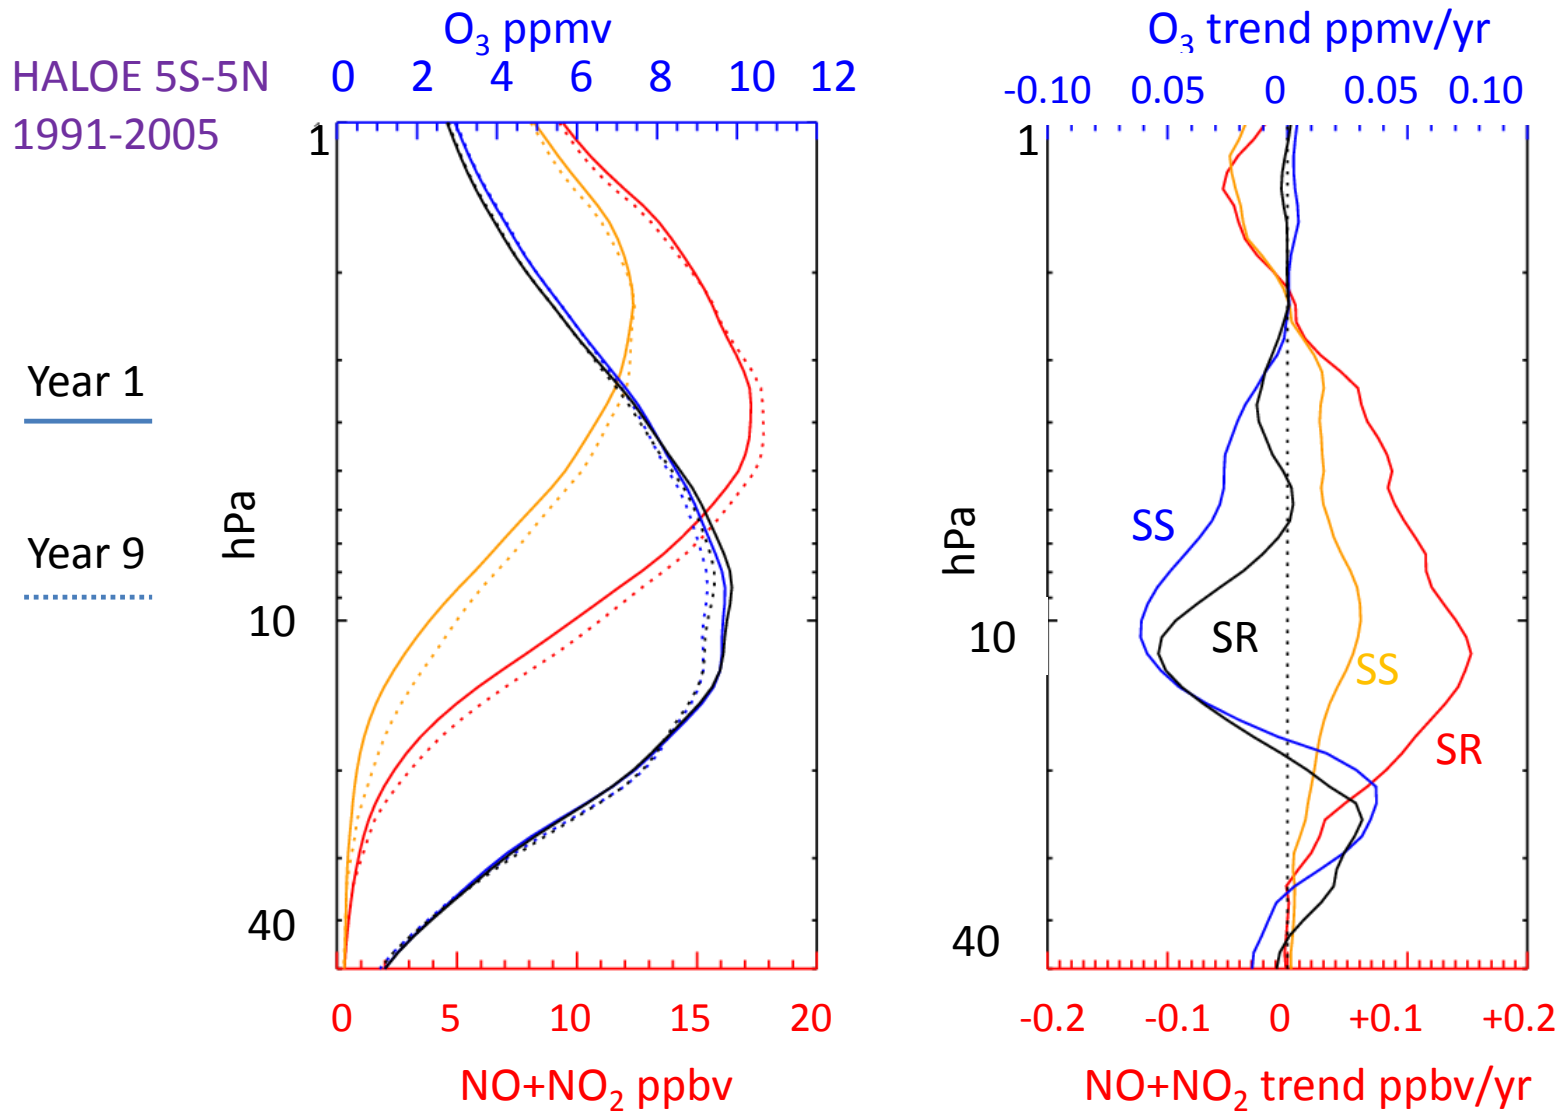 O3 ppmv
0 2 4 6 8 10 12
HALOE 5S-5N
1991-2005
1
Year 1
Year 9
hPa
10
40
0 5 10 15 20
NO+NO2 ppbv
O3 trend ppmv/yr
-0.10 0.05 0 0.05 0.10
1
SS
hPa
SR
10
SS
SR
40
-0.2 -0.1 0 +0.1 +0.2
NO+NO2 trend ppbv/yr